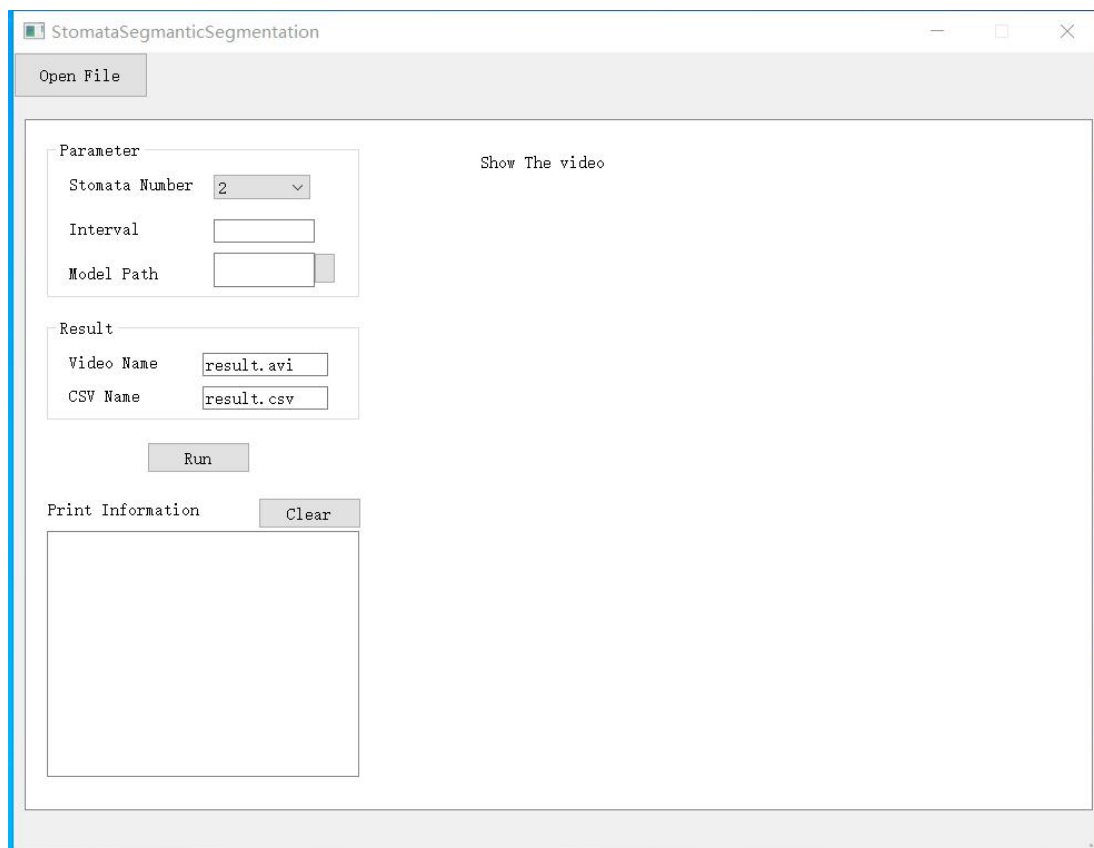 StomataSegmanticSegmentation
Open File
Parameter
Stomata Number 2
Interval
Model Path
Show The video
Result
Video Name result.avi
CSV Name result.csv
Run
Print Information Clear